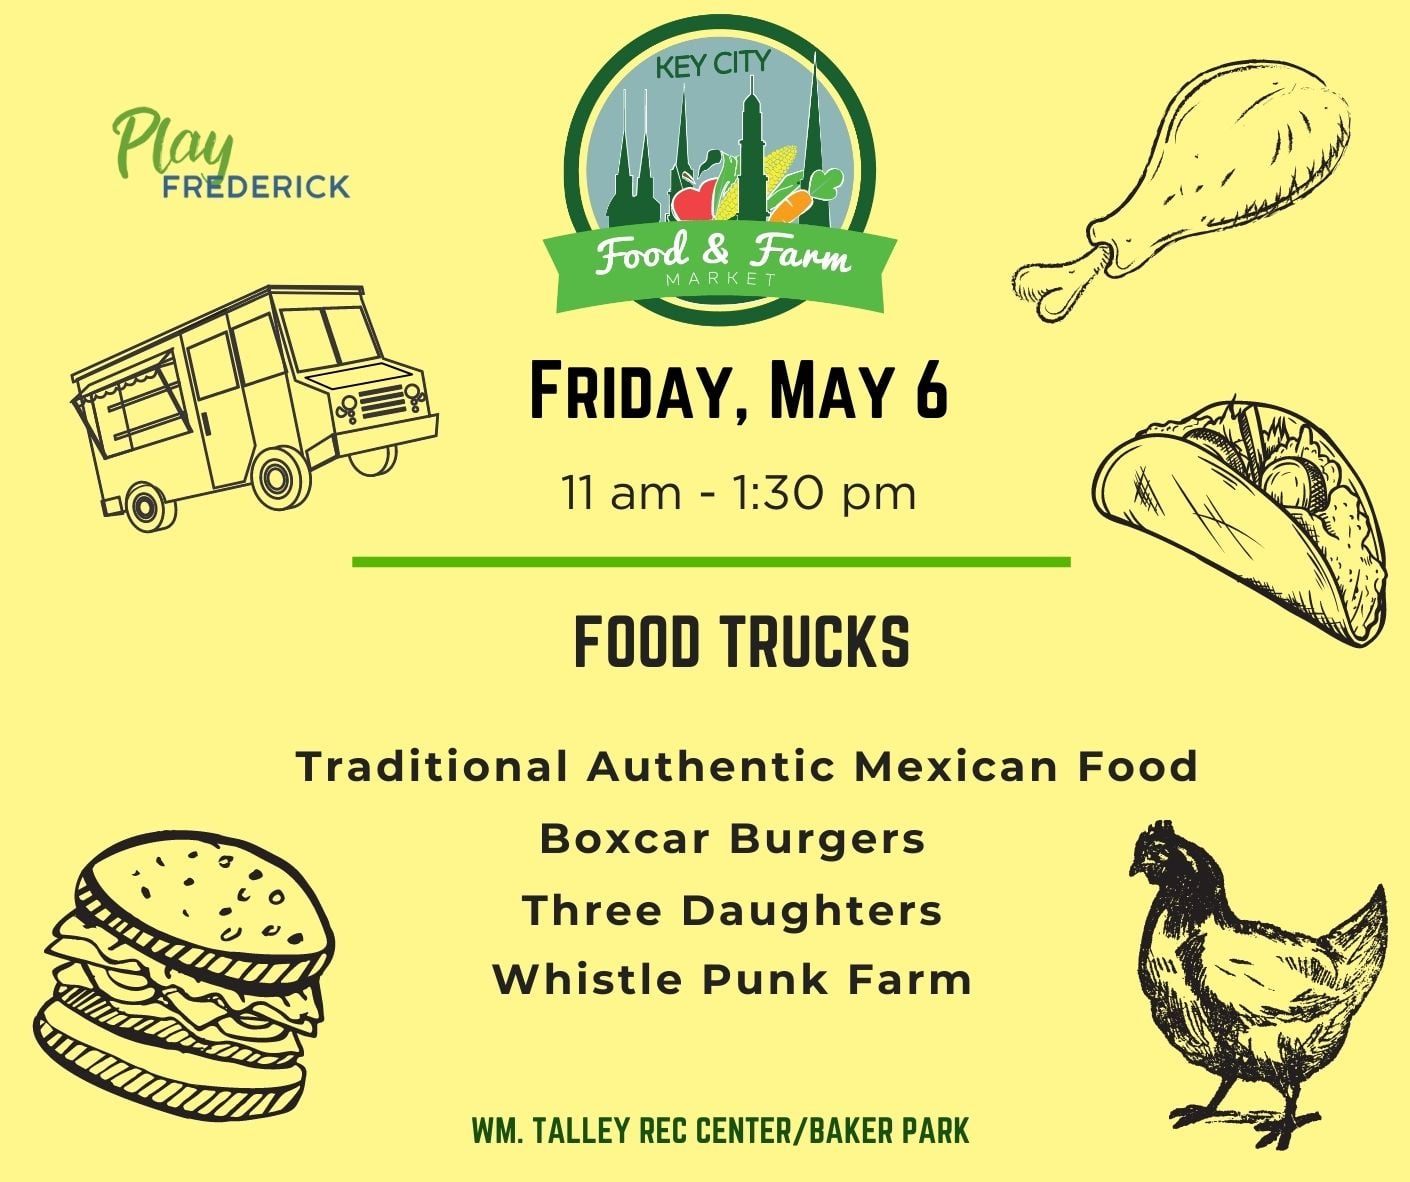 Play
FREDERICK
KEY CITY
Food & Farm
MARKET
FRIDAY, MAY 6
11 am - 1:30 pm
FOOD TRUCKS
Traditional Authentic Mexican Food
Boxcar Burgers
Three Daughters
Whistle Punk Farm
WM. TALLEY REC CENTER/BAKER PARK